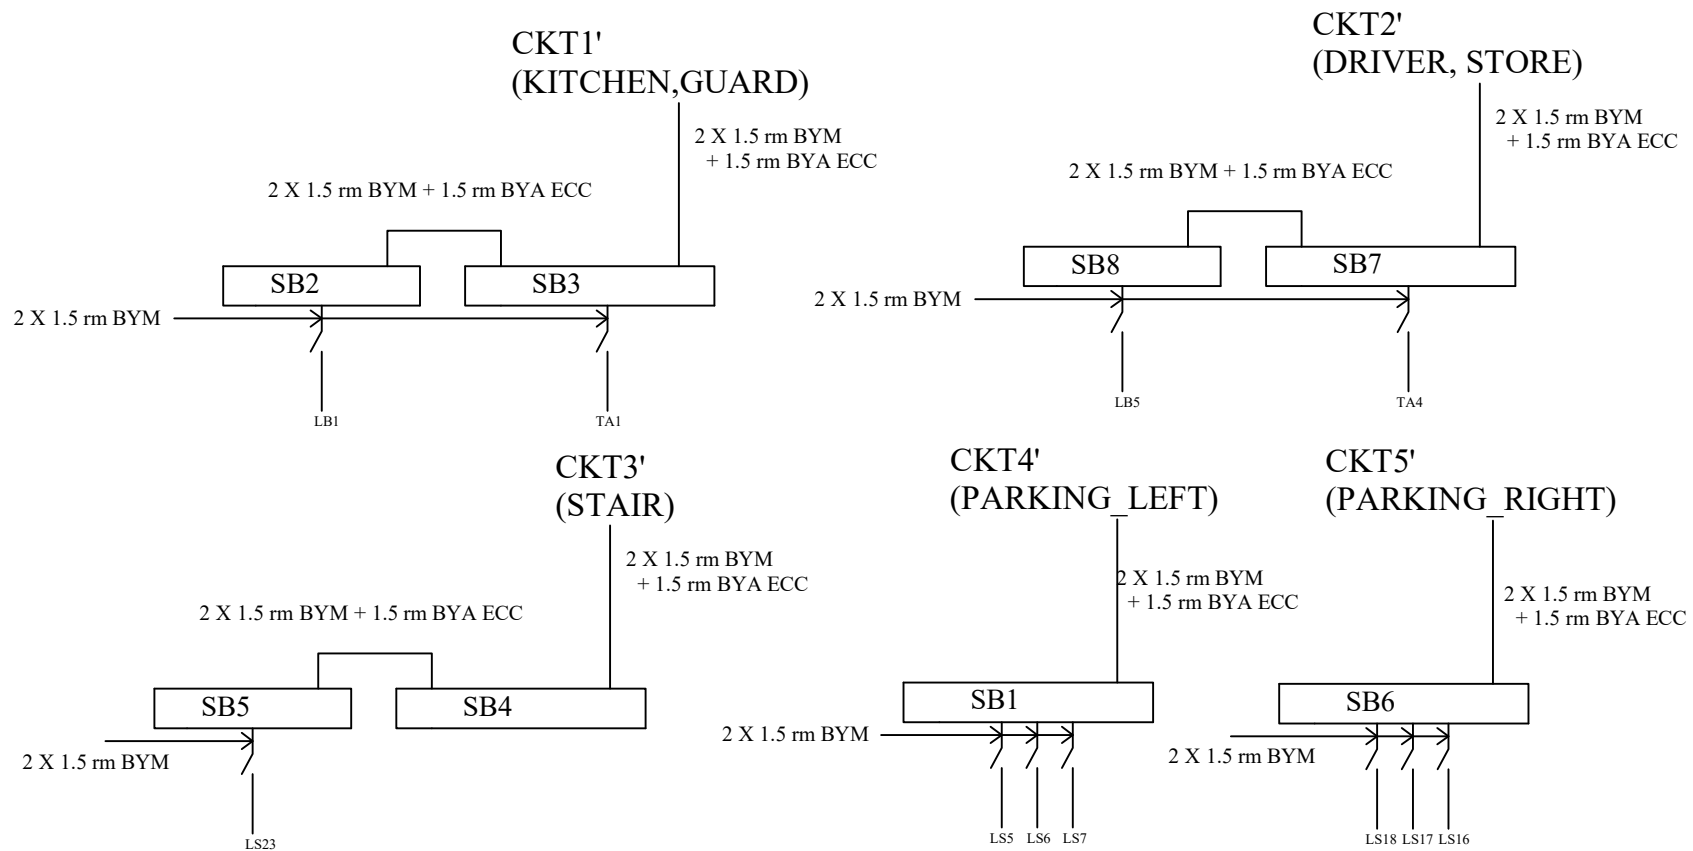 CKT1'
(KITCHEN,GUARD)
2 X 1.5 rm BYM
+ 1.5 rm BYA ECC
2 X 1.5 rm BYM + 1.5 rm BYA ECC
SB2
SB3
2 X 1.5 rm BYM
LB1
TA1
CKT2'
(DRIVER, STORE)
2 X 1.5 rm BYM
+ 1.5 rm BYA ECC
2 X 1.5 rm BYM + 1.5 rm BYA ECC
SB8
SB7
2 X 1.5 rm BYM
LB5
TA4
CKT3'
(STAIR)
2 X 1.5 rm BYM
+ 1.5 rm BYA ECC
2 X 1.5 rm BYM + 1.5 rm BYA ECC
SB5
SB4
2 X 1.5 rm BYM
LS23
CKT4'
(PARKING_LEFT)
2 X 1.5 rm BYM
+ 1.5 rm BYA ECC
SB1
2 X 1.5 rm BYM
LS5 LS6 LS7
CKT5'
(PARKING_RIGHT)
2 X 1.5 rm BYM
+ 1.5 rm BYA ECC
SB6
2 X 1.5 rm BYM
LS18 LS17 LS16